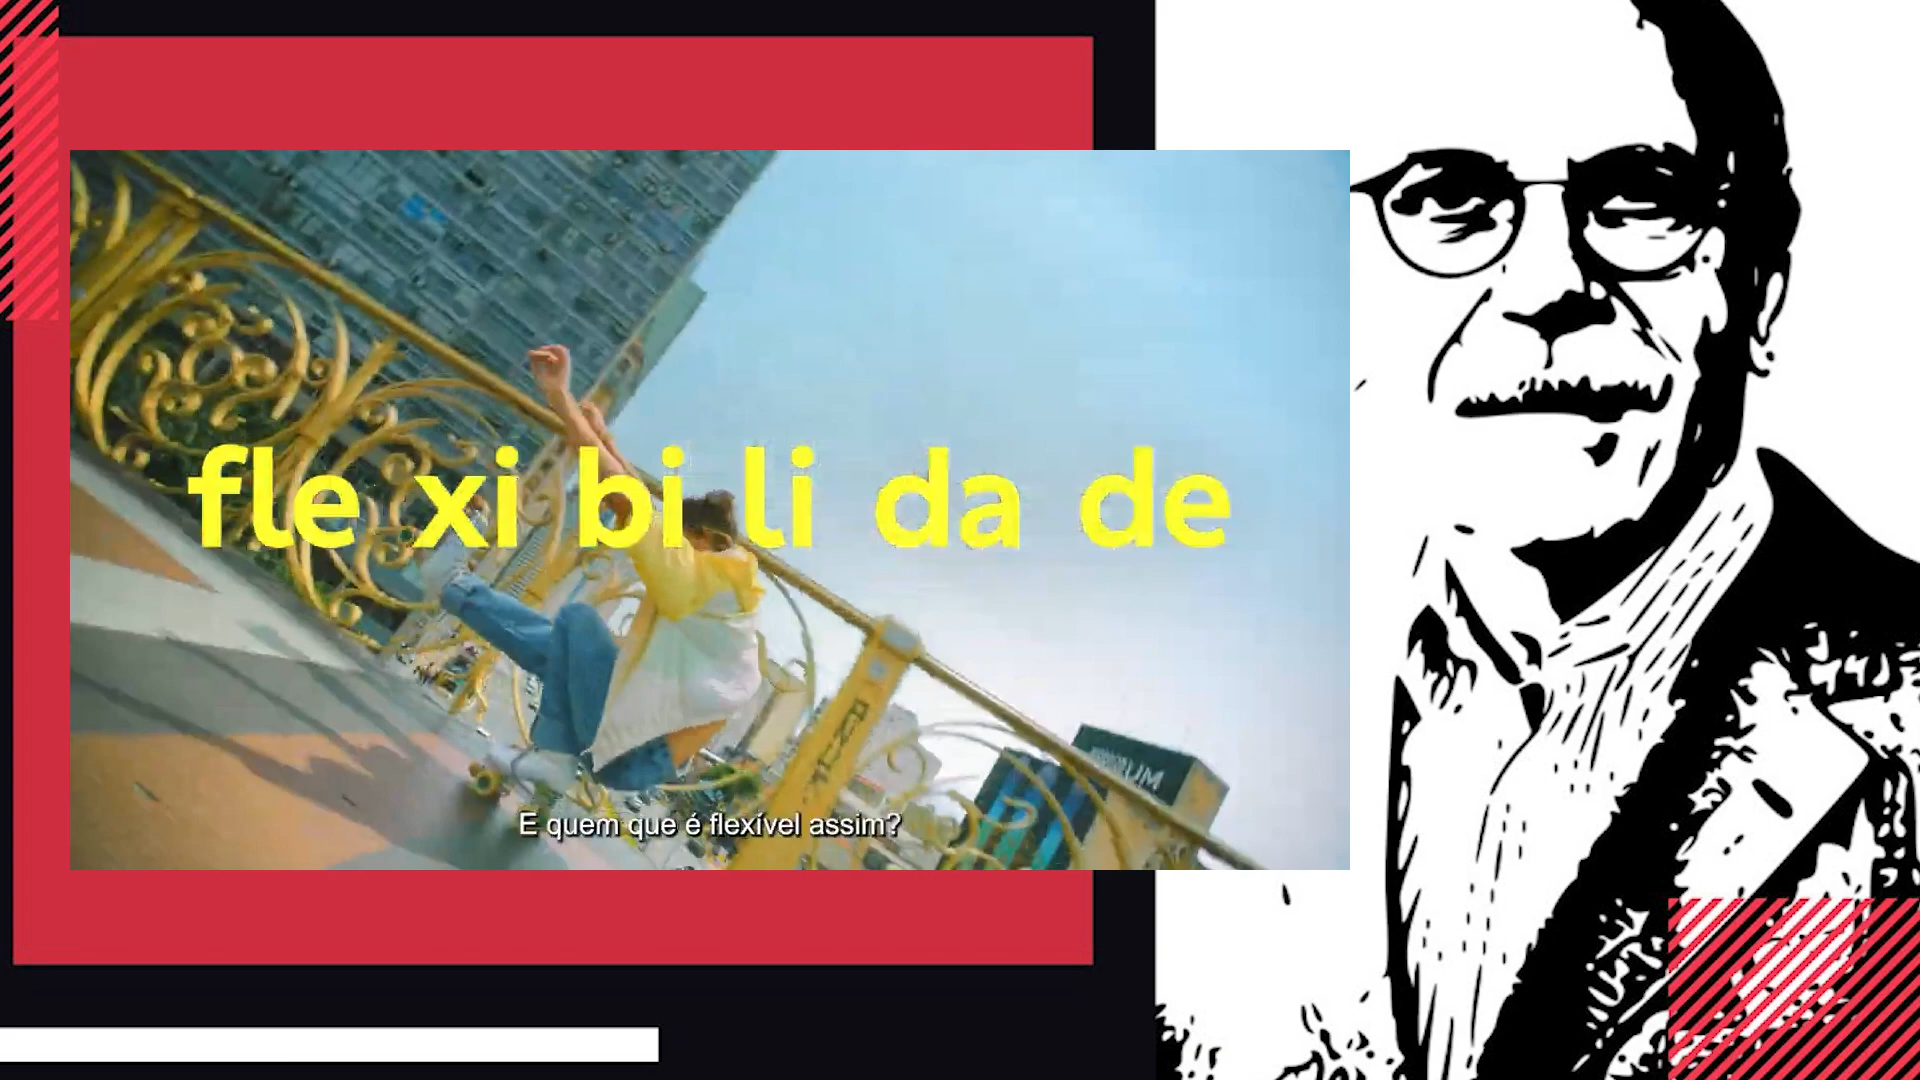 fle xi bi li da de
E quem que é flexível assim?